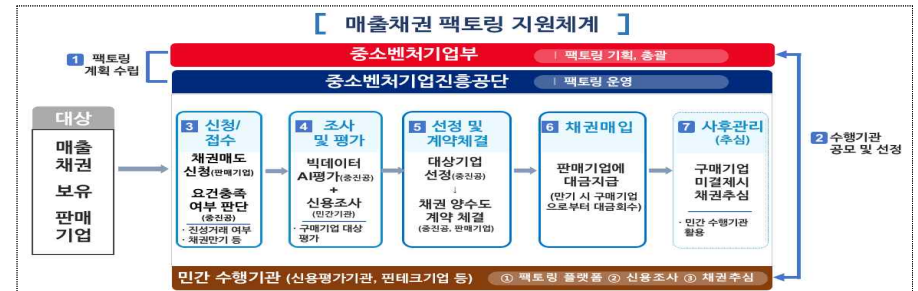 [ 매출채권 팩토링 지원체계 ]
1 팩토링
계획 수립
중소벤처기업부 | 팩토링 기획, 총괄
중소벤처기업진흥공단 | 팩토링 운영
대상
매출
채권
보유
판매
기업
3 신청/
접수
채권매도
신청(판매기업)
요건충족
여부 판단
(중진공)
· 진성거래 여부
· 채권만기 등
4 조사
및 평가
빅데이터
AI평가(중진공)
+
신용조사
(민간기관)
· 구매기업 대상
평가
5 선정 및
계약체결
대상기업
선정(중진공)
↓
채권 양수도
계약 체결
(중진공, 판매기업)
6 채권매입
판매기업에
대금지급
(만기 시 구매기업
으로부터 대금회수)
7 사후관리
(추심)
구매기업
미결제시
채권추심
· 민간 수행기관
활용
2 수행기관
공모 및 선정
민간 수행기관 (신용평가기관, 핀테크기업 등) ① 팩토링 플랫폼 ② 신용조사 ③ 채권추심